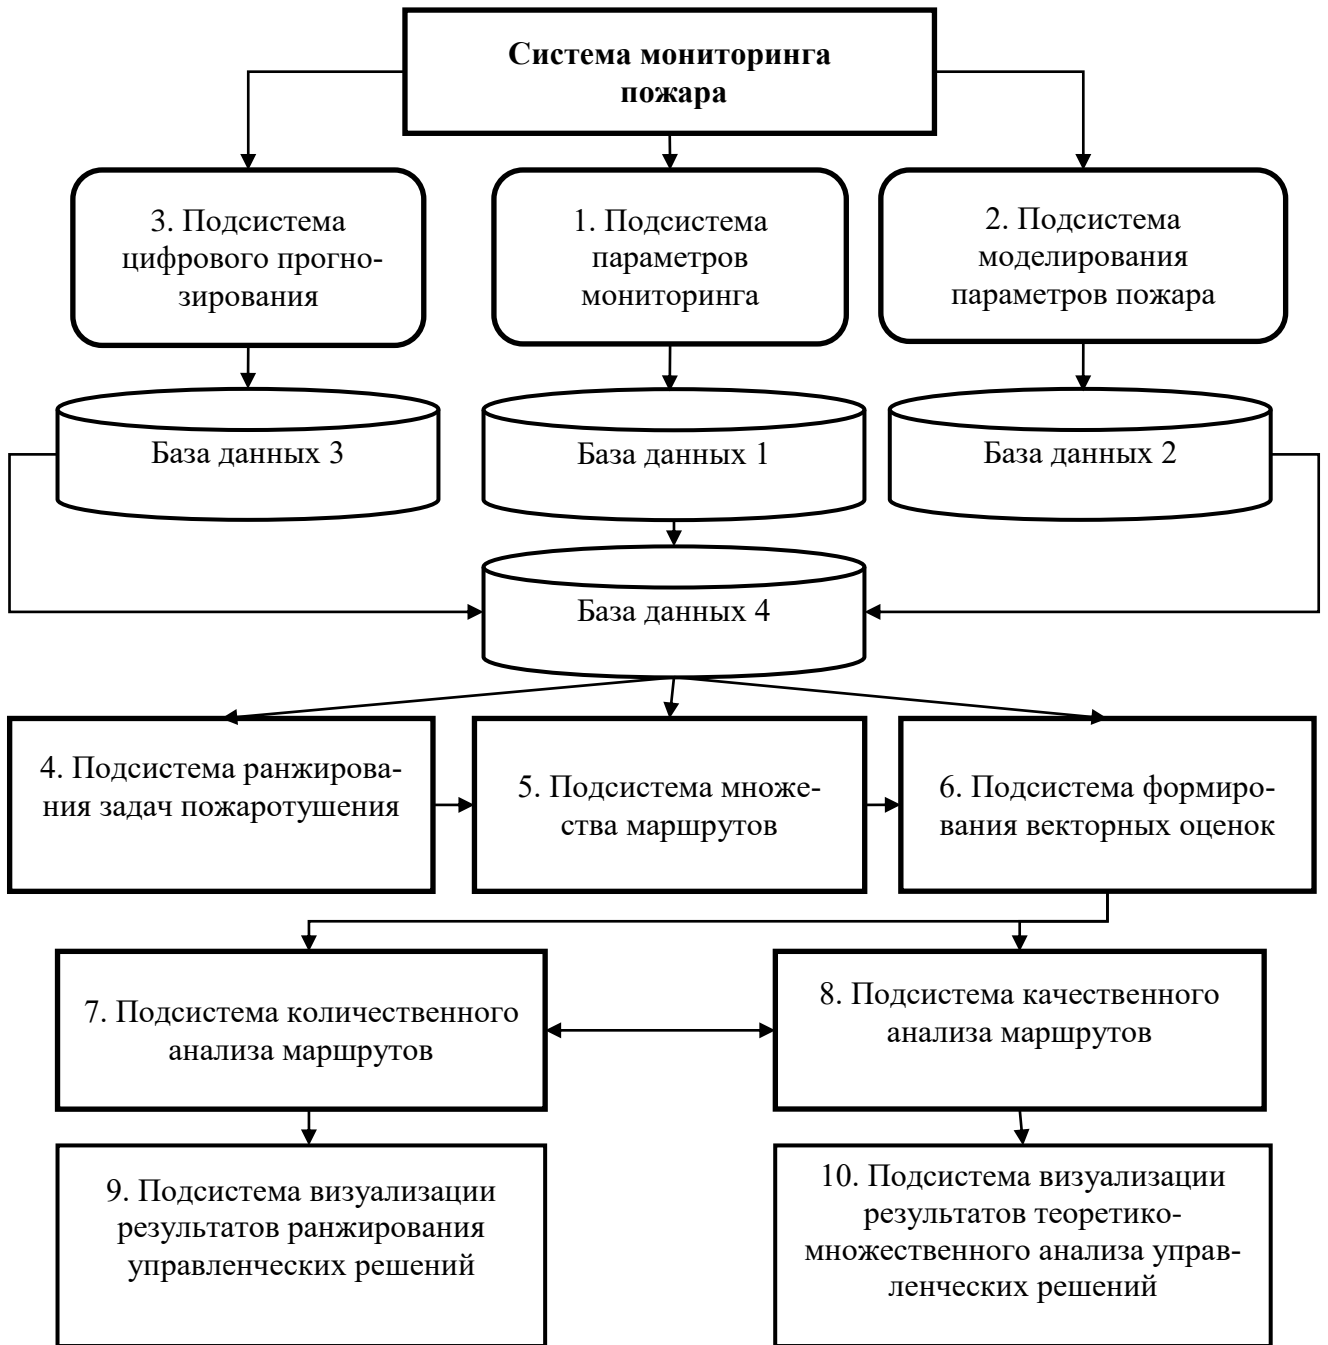 Система мониторинга
пожара
3. Подсистема
цифрового прогно-
зирования
1. Подсистема
параметров
мониторинга
2. Подсистема
моделирования
параметров пожара
База данных 3
База данных 1
База данных 2
База данных 4
4. Подсистема ранжирова-
ния задач пожаротушения
5. Подсистема множе-
ства маршрутов
6. Подсистема формиро-
вания векторных оценок
7. Подсистема количественного
анализа маршрутов
8. Подсистема качественного
анализа маршрутов
9. Подсистема визуализации
результатов ранжирования
управленческих решений
10. Подсистема визуализации
результатов теоретико-
множественного анализа управ-
ленческих решений